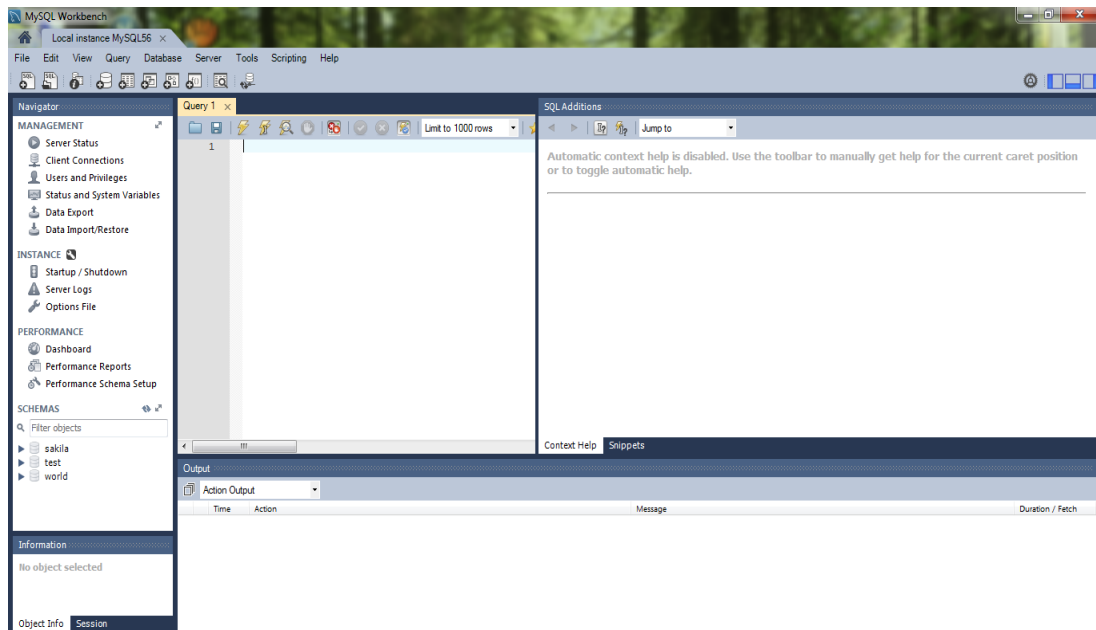 MySQL Workbench
Local instance MySQL56
File Edit View Query Database Server Tools Scripting Help
Navigator
MANAGEMENT
Server Status
Client Connections
Users and Privileges
Status and System Variables
Data Export
Data Import/Restore
INSTANCE
Startup / Shutdown
Server Logs
Options File
PERFORMANCE
Dashboard
Performance Reports
Performance Schema Setup
SCHEMAS
Filter objects
sakila
test
world
Information
No object selected
Object Info Session
Query 1
Limit to 1000 rows
1
SQL Additions
Jump to
Automatic context help is disabled. Use the toolbar to manually get help for the current caret position
or to toggle automatic help.
Context Help Snippets
Output
Action Output
Time Action Message Duration / Fetch